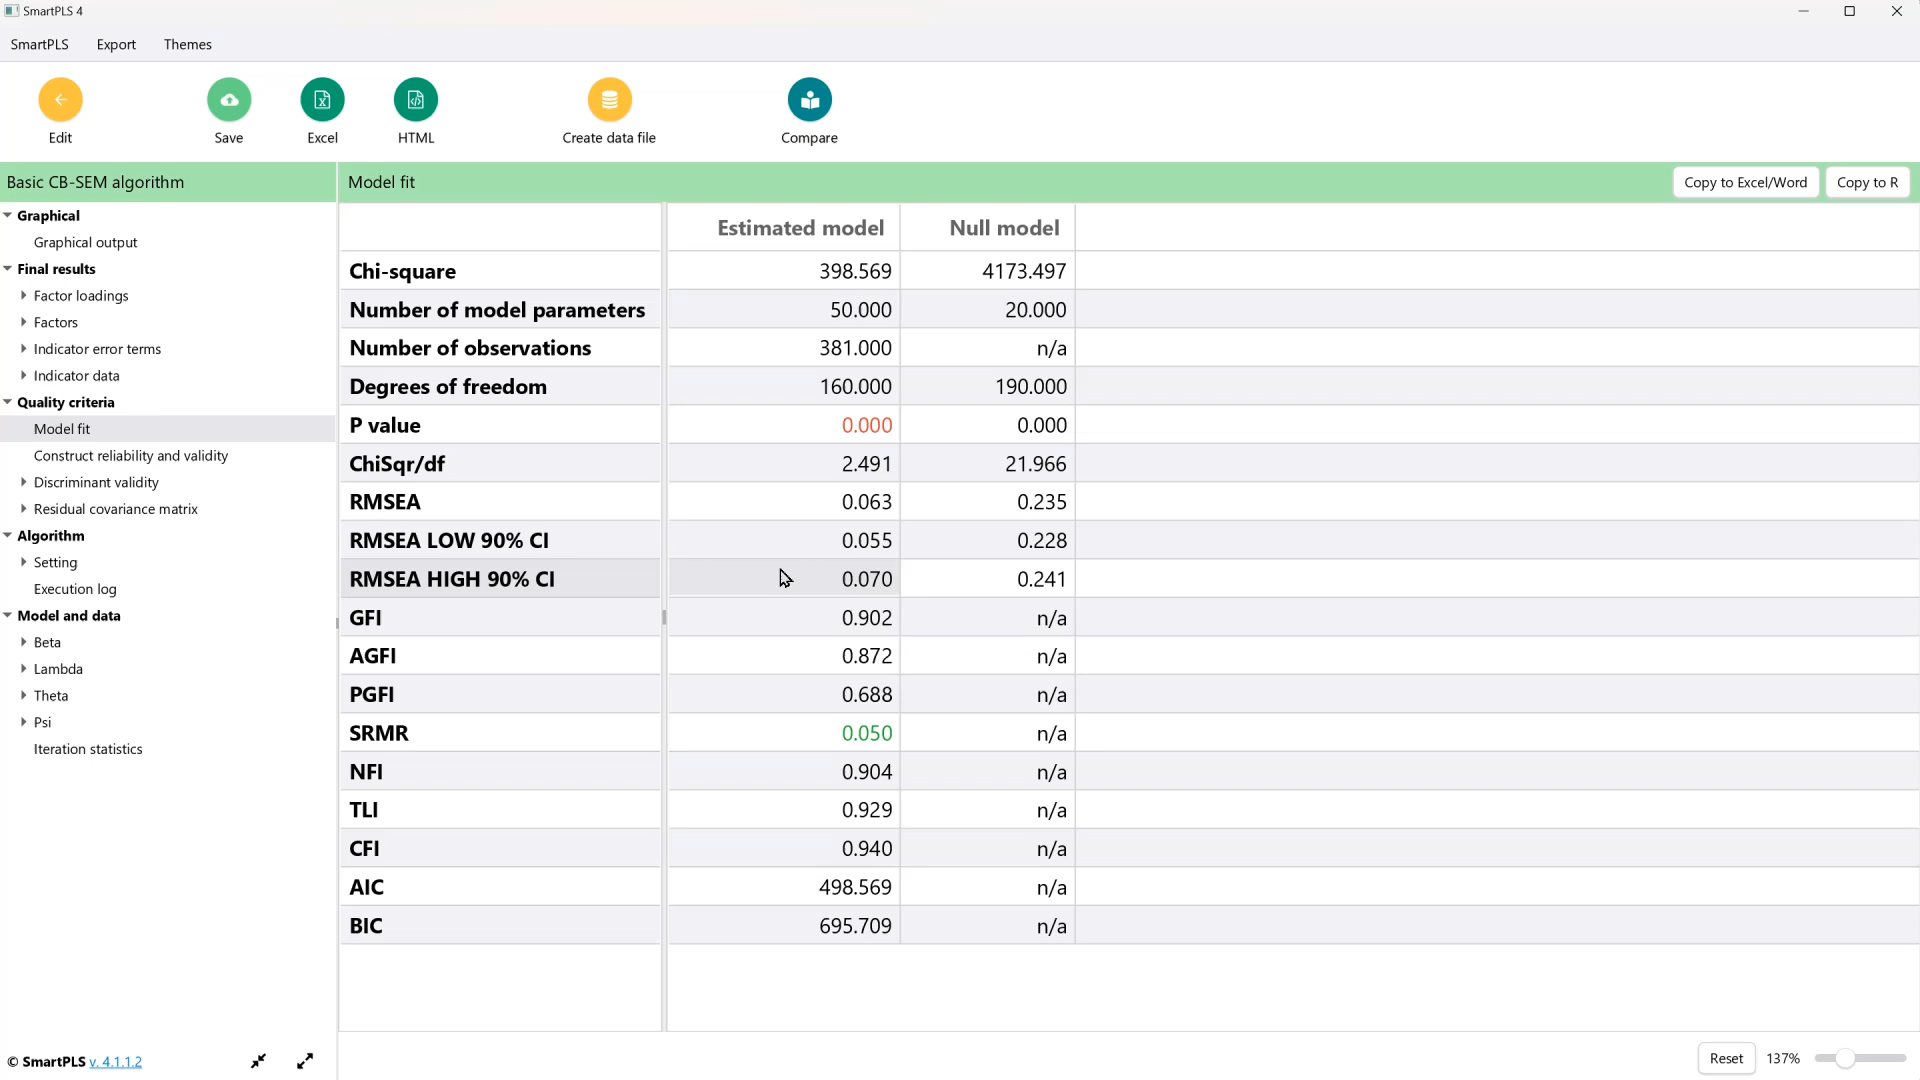 SmartPLS 4
SmartPLS Export Themes
Edit Save Excel HTML Create data file Compare
Basic CB-SEM algorithm
Graphical
Graphical output
Final results
Factor loadings
Factors
Indicator error terms
Indicator data
Quality criteria
Model fit
Construct reliability and validity
Discriminant validity
Residual covariance matrix
Algorithm
Setting
Execution log
Model and data
Beta
Lambda
Theta
Psi
Iteration statistics
© SmartPLS v. 4.1.1.2
Model fit Copy to Excel/Word Copy to R
Estimated model Null model
Chi-square 398.569 4173.497
Number of model parameters 50.000 20.000
Number of observations 381.000 n/a
Degrees of freedom 160.000 190.000
P value 0.000 0.000
ChiSqr/df 2.491 21.966
RMSEA 0.063 0.235
RMSEA LOW 90% CI 0.055 0.228
RMSEA HIGH 90% CI 0.070 0.241
GFI 0.902 n/a
AGFI 0.872 n/a
PGFI 0.688 n/a
SRMR 0.050 n/a
NFI 0.904 n/a
TLI 0.929 n/a
CFI 0.940 n/a
AIC 498.569 n/a
BIC 695.709 n/a
Reset 137%